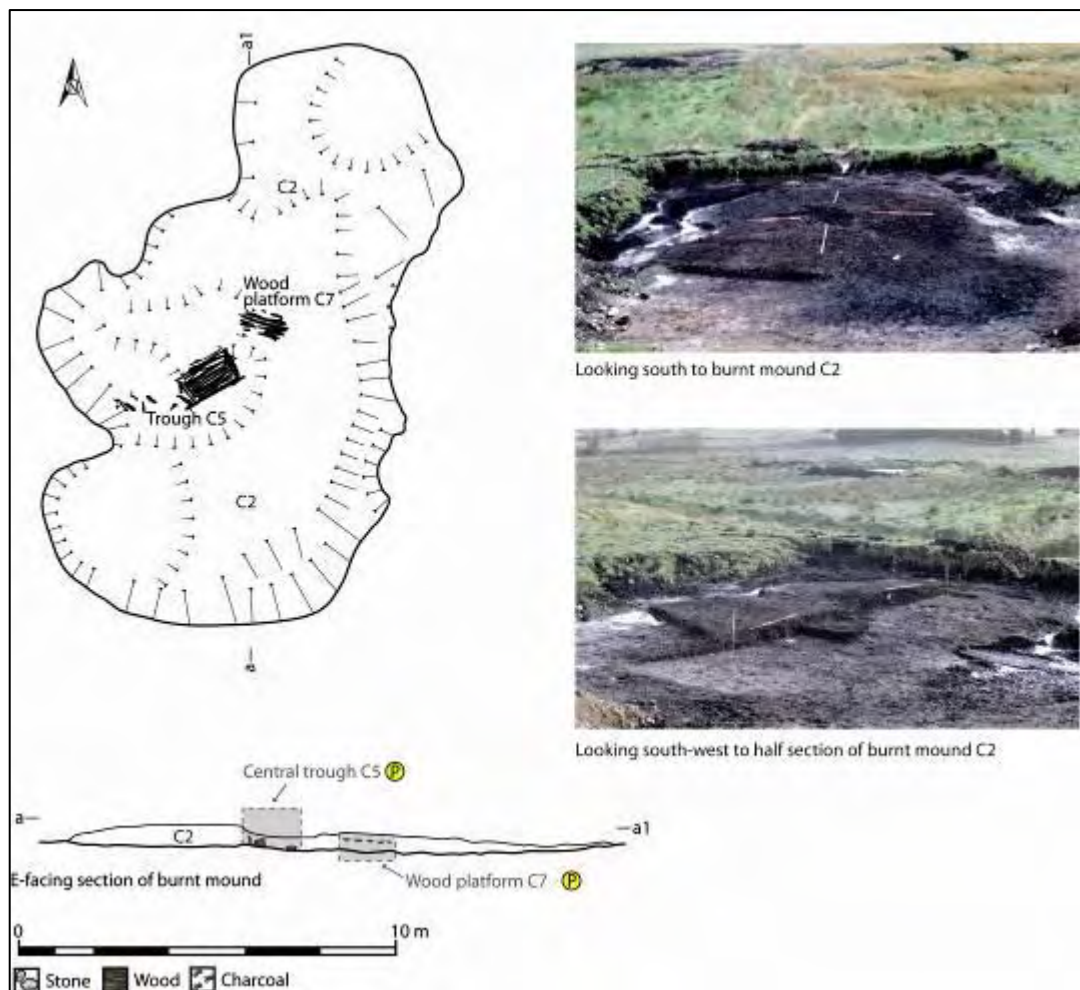 a1
C2
Wood
platform C7
Trough C5
C2
a
Looking south to burnt mound C2
Looking south-west to half section of burnt mound C2
Central trough C5 P
a
C2
a1
E-facing section of burnt mound
Wood platform C7 P
0
10 m
Stone Wood Charcoal